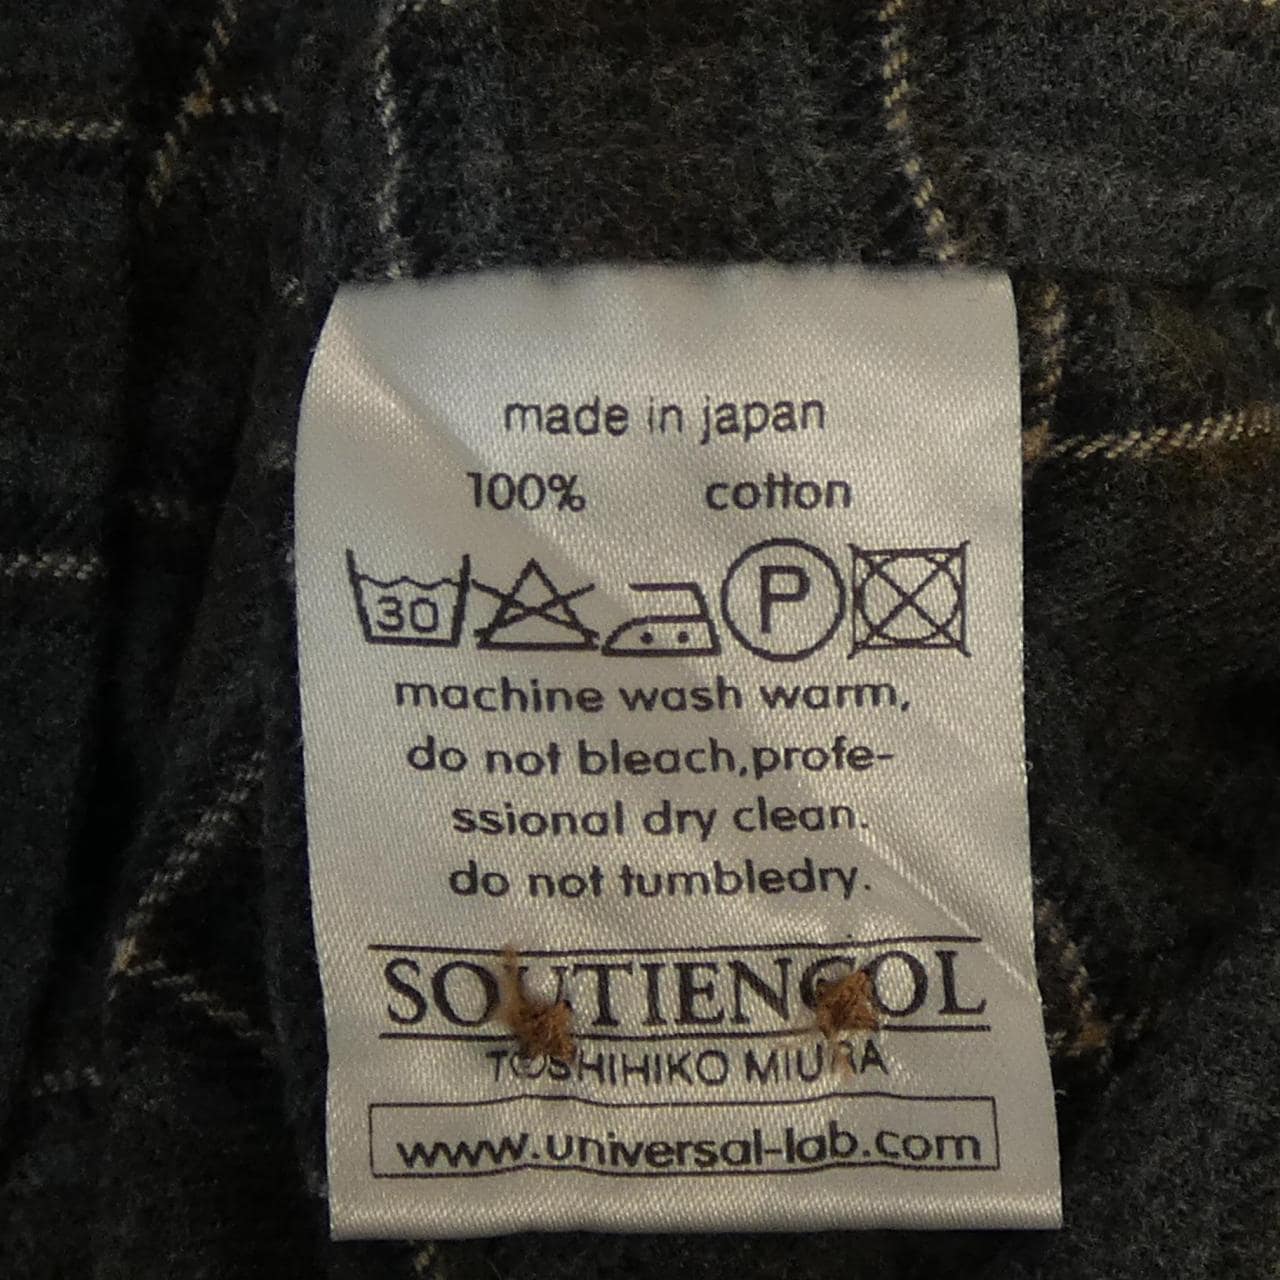 made in japan
100% cotton
30 P
machine wash warm,
do not bleach,profe-
ssional dry clean.
do not tumbledry.
SOUTIENCOL
TOSHIHIKO MIURA
www.universal-lab.com